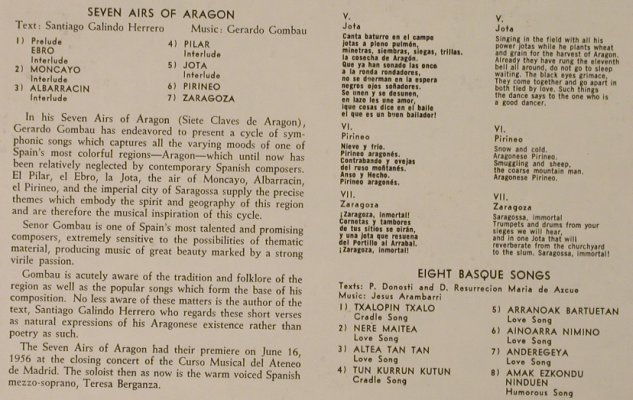 SEVEN AIRS OF ARAGON
Text: Santiago Galindo Herrero Music: Gerardo Gombau
1) Prelude
EBRO
Interlude
2) MONCAYO
Interlude
3) ALBARRACIN
Interlude
4) PILAR
Interlude
5) JOTA
Interlude
6) PIRINEO
7) ZARAGOZA
In his Seven Airs of Aragon (Siete Claves de Aragon),
Gerardo Gombau has endeavored to present a cycle of sym-
phonic songs which captures all the varying moods of one of
Spain's most colorful regions—Aragon—which until now has
been relatively neglected by contemporary Spanish composers.
El Pilar, el Ebro, la Jota, the air of Moncayo, Albarracin,
el Pirineo, and the imperial city of Saragossa supply the precise
themes which embody the spirit and geography of this region
and are therefore the musical inspiration of this cycle.
Senor Gombau is one of Spain's most talented and promising
composers, extremely sensitive to the possibilities of thematic
material, producing music of great beauty marked by a strong
virile passion.
Gombau is acutely aware of the tradition and folklore of the
region as well as the popular songs which form the base of his
composition. No less aware of these matters is the author of the
text, Santiago Galindo Herrero who regards these short verses
as natural expressions of his Aragonese existence rather than
poetry as such.
The Seven Airs of Aragon had their premiere on June 16,
1956 at the closing concert of the Curso Musical del Ateneo
de Madrid. The soloist then as now is the warm voiced Spanish
mezzo-soprano, Teresa Berganza.
V.
Jota
Canta baturro en el campo
jotas a pleno pulmón,
minetras, siembras, siegas, trillas,
la cosecha de Aragón.
Que ya han sonado las once
a la ronda rondadores,
no se duerman en la espera
negros ojos soñadores.
Se unen y se desunen,
en lazo les une amor,
¡que cosas dice en el baile
el que es un buen bailador!
VI.
Pirineo
Nieve y frío.
Pirineo aragonés.
Contrabando y ovejas
del ruso moñtanés.
Anso y Hecho.
Pirineo aragonés.
VII.
Zaragoza
¡Zaragoza, inmortal!
Cornetas y tambores
de tus sitios se oirán,
y una jota que resuena
del Portillo al Arrabal.
¡Zaragoza, inmortal!
V.
Jota
Singing in the field with all his
power jotas while he plants wheat
and grain for the harvest of Aragon.
Already they have rung the eleventh
bell all around, do not go to sleep
waiting. The black eyes grimace,
They come together and go apart in
both tied by love. Such things
the dance says to the one who is
a good dancer.
VI.
Pirineo
Snow and cold.
Aragonese Pirineo.
Smuggling and sheep,
the coarse mountain man.
Aragonese Pirineo.
VII.
Zaragoza
Saragossa, immortal
Trumpets and drums from your
sieges we will hear,
and in one Jota that will
reverberate from the churchyard
to the slum. Saragossa, immortal!
EIGHT BASQUE SONGS
Texts: P. Donosti and D. Resurrecion Maria de Azcue
Music: Jesus Arambarri
1) TXALOPIN TXALO
Cradle Song
2) NERE MAITEA
Love Song
3) ALTEA TAN TAN
Love Song
4) TUN KURRUN KUTUN
Cradle Song
5) ARRANOAK BARTUETAN
Love Song
6) AINOARRA NIMINO
Love Song
7) ANDEREGEYA
Love Song
8) AMAK EZKONDU
NINDUEN
Humorous Song